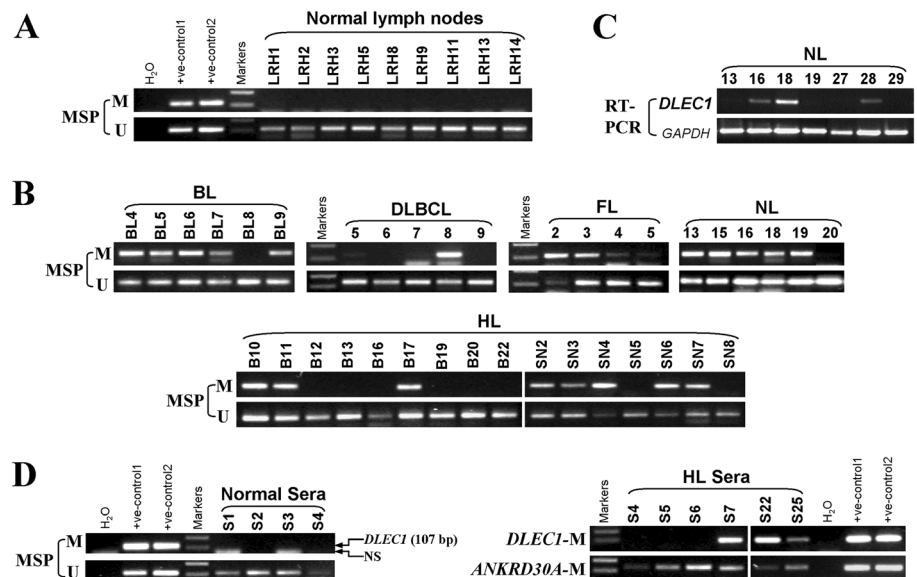 A
Normal lymph nodes
H2O +ve-control1 +ve-control2 Markers LRH1 LRH2 LRH3 LRH5 LRH8 LRH9 LRH11 LRH13 LRH14
MSP M
U
C
NL
13 16 18 19 27 28 29
RT-PCR DLEC1
GAPDH
B
BL
BL4 BL5 BL6 BL7 BL8 BL9
MSP M
U
DLBCL
Markers 5 6 7 8 9
FL
Markers 2 3 4 5
NL
13 15 16 18 19 20
HL
B10 B11 B12 B13 B16 B17 B19 B20 B22 SN2 SN3 SN4 SN5 SN6 SN7 SN8
MSP M
U
D
Normal Sera
H2O +ve-control1 +ve-control2 Markers S1 S2 S3 S4
MSP M
U
DLEC1 (107 bp)
NS
HL Sera
Markers S4 S5 S6 S7 S22 S25 H2O +ve-control1 +ve-control2
DLEC1-M
ANKRD30A-M